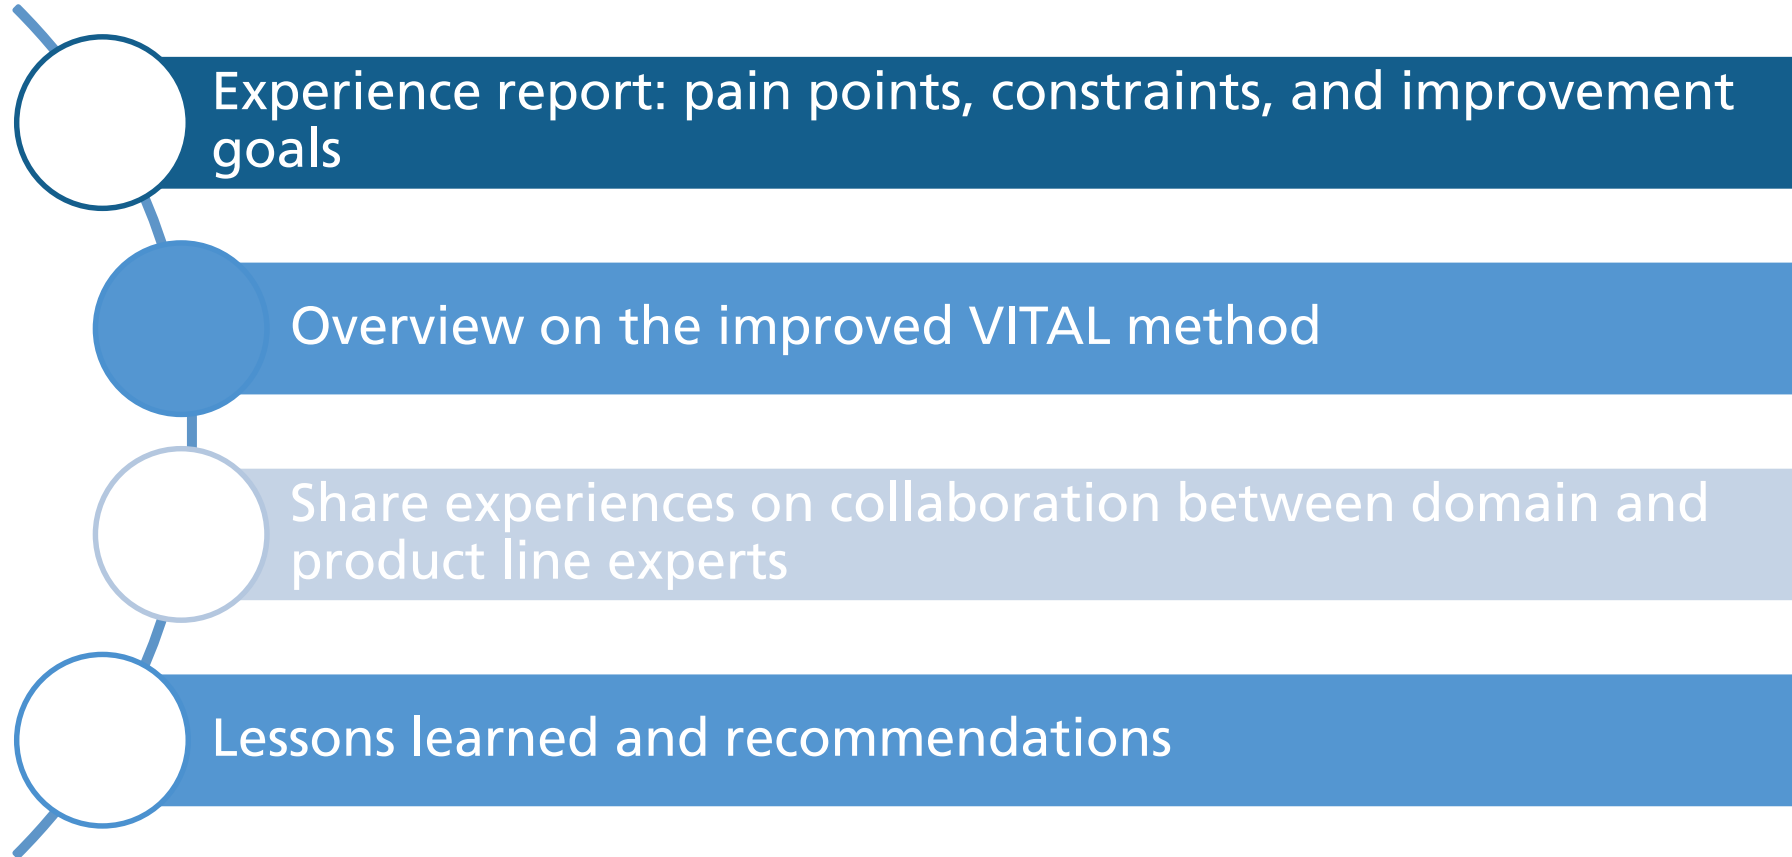 Experience report: pain points, constraints, and improvement
goals
Overview on the improved VITAL method
Share experiences on collaboration between domain and
product line experts
Lessons learned and recommendations